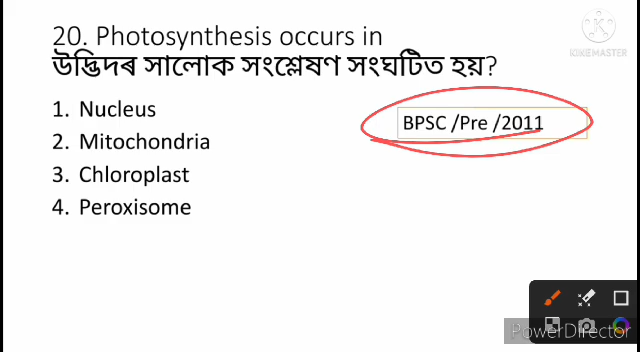 20. Photosynthesis occurs in
উদ্ভিদৰ সালোক সংশ্লেষণ সংঘটিত হয়?
1. Nucleus
2. Mitochondria
3. Chloroplast
4. Peroxisome
BPSC /Pre /2011
KINEMASTER
PowerDirector